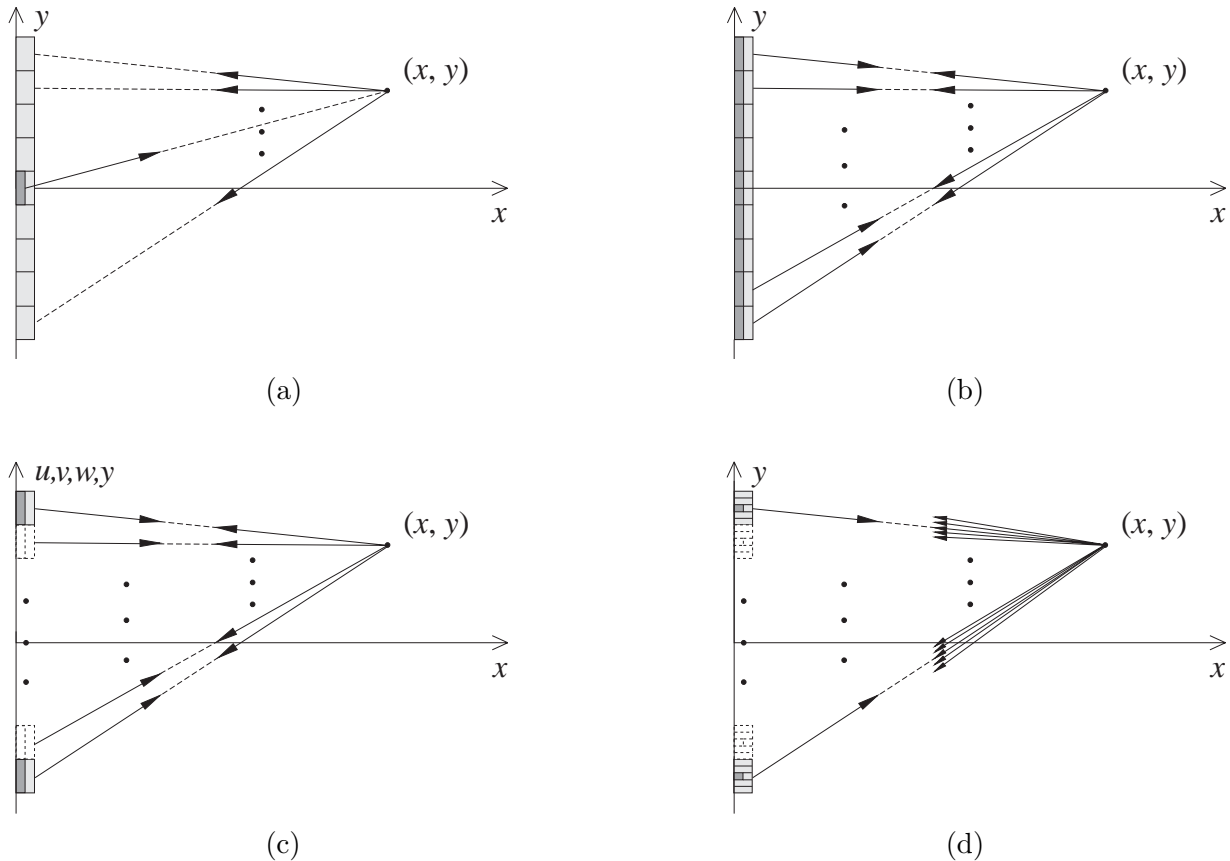 y
(x, y)
x
(a)
y
(x, y)
x
(b)
u,v,w,y
(x, y)
x
(c)
y
(x, y)
x
(d)